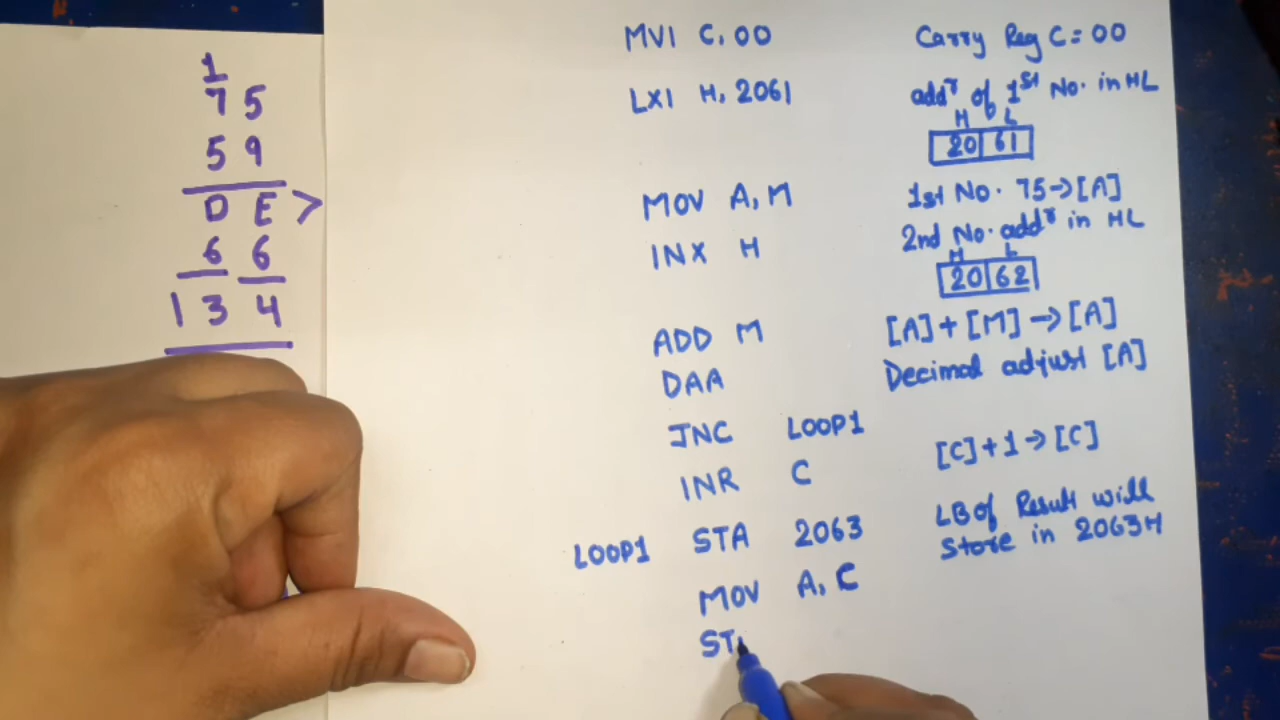 1
7 5
5 9
D E >
6 6
1 3 4
MVI C, 00 Carry Reg C = 00
LXI H, 2061 addr of 1st No. in HL
H L
20 61
MOV A, M 1st No. 75→[A]
INX H 2nd No. addr in HL
H L
20 62
ADD M [A] + [M] → [A]
DAA Decimal adjust [A]
JNC LOOP1
INR C [C] + 1 → [C]
LOOP1 STA 2063 LB of Result will
store in 2063H
MOV A, C
ST